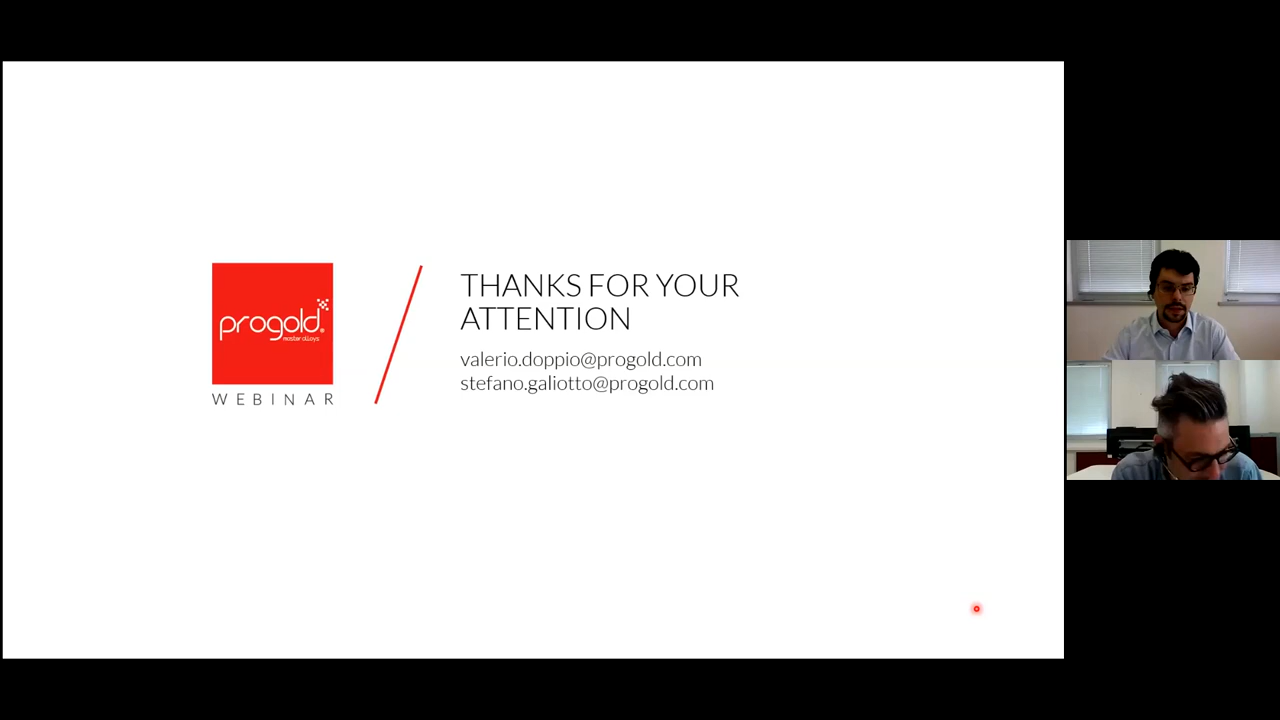 progold®
master alloys
WEBINAR
THANKS FOR YOUR
ATTENTION
valerio.doppio@progold.com
stefano.galiotto@progold.com